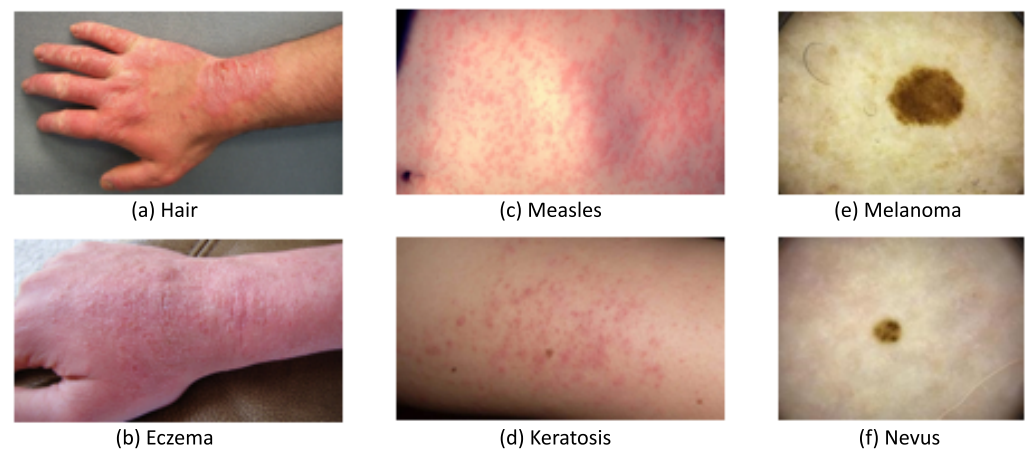 (a) Hair
(c) Measles
(e) Melanoma
(b) Eczema
(d) Keratosis
(f) Nevus